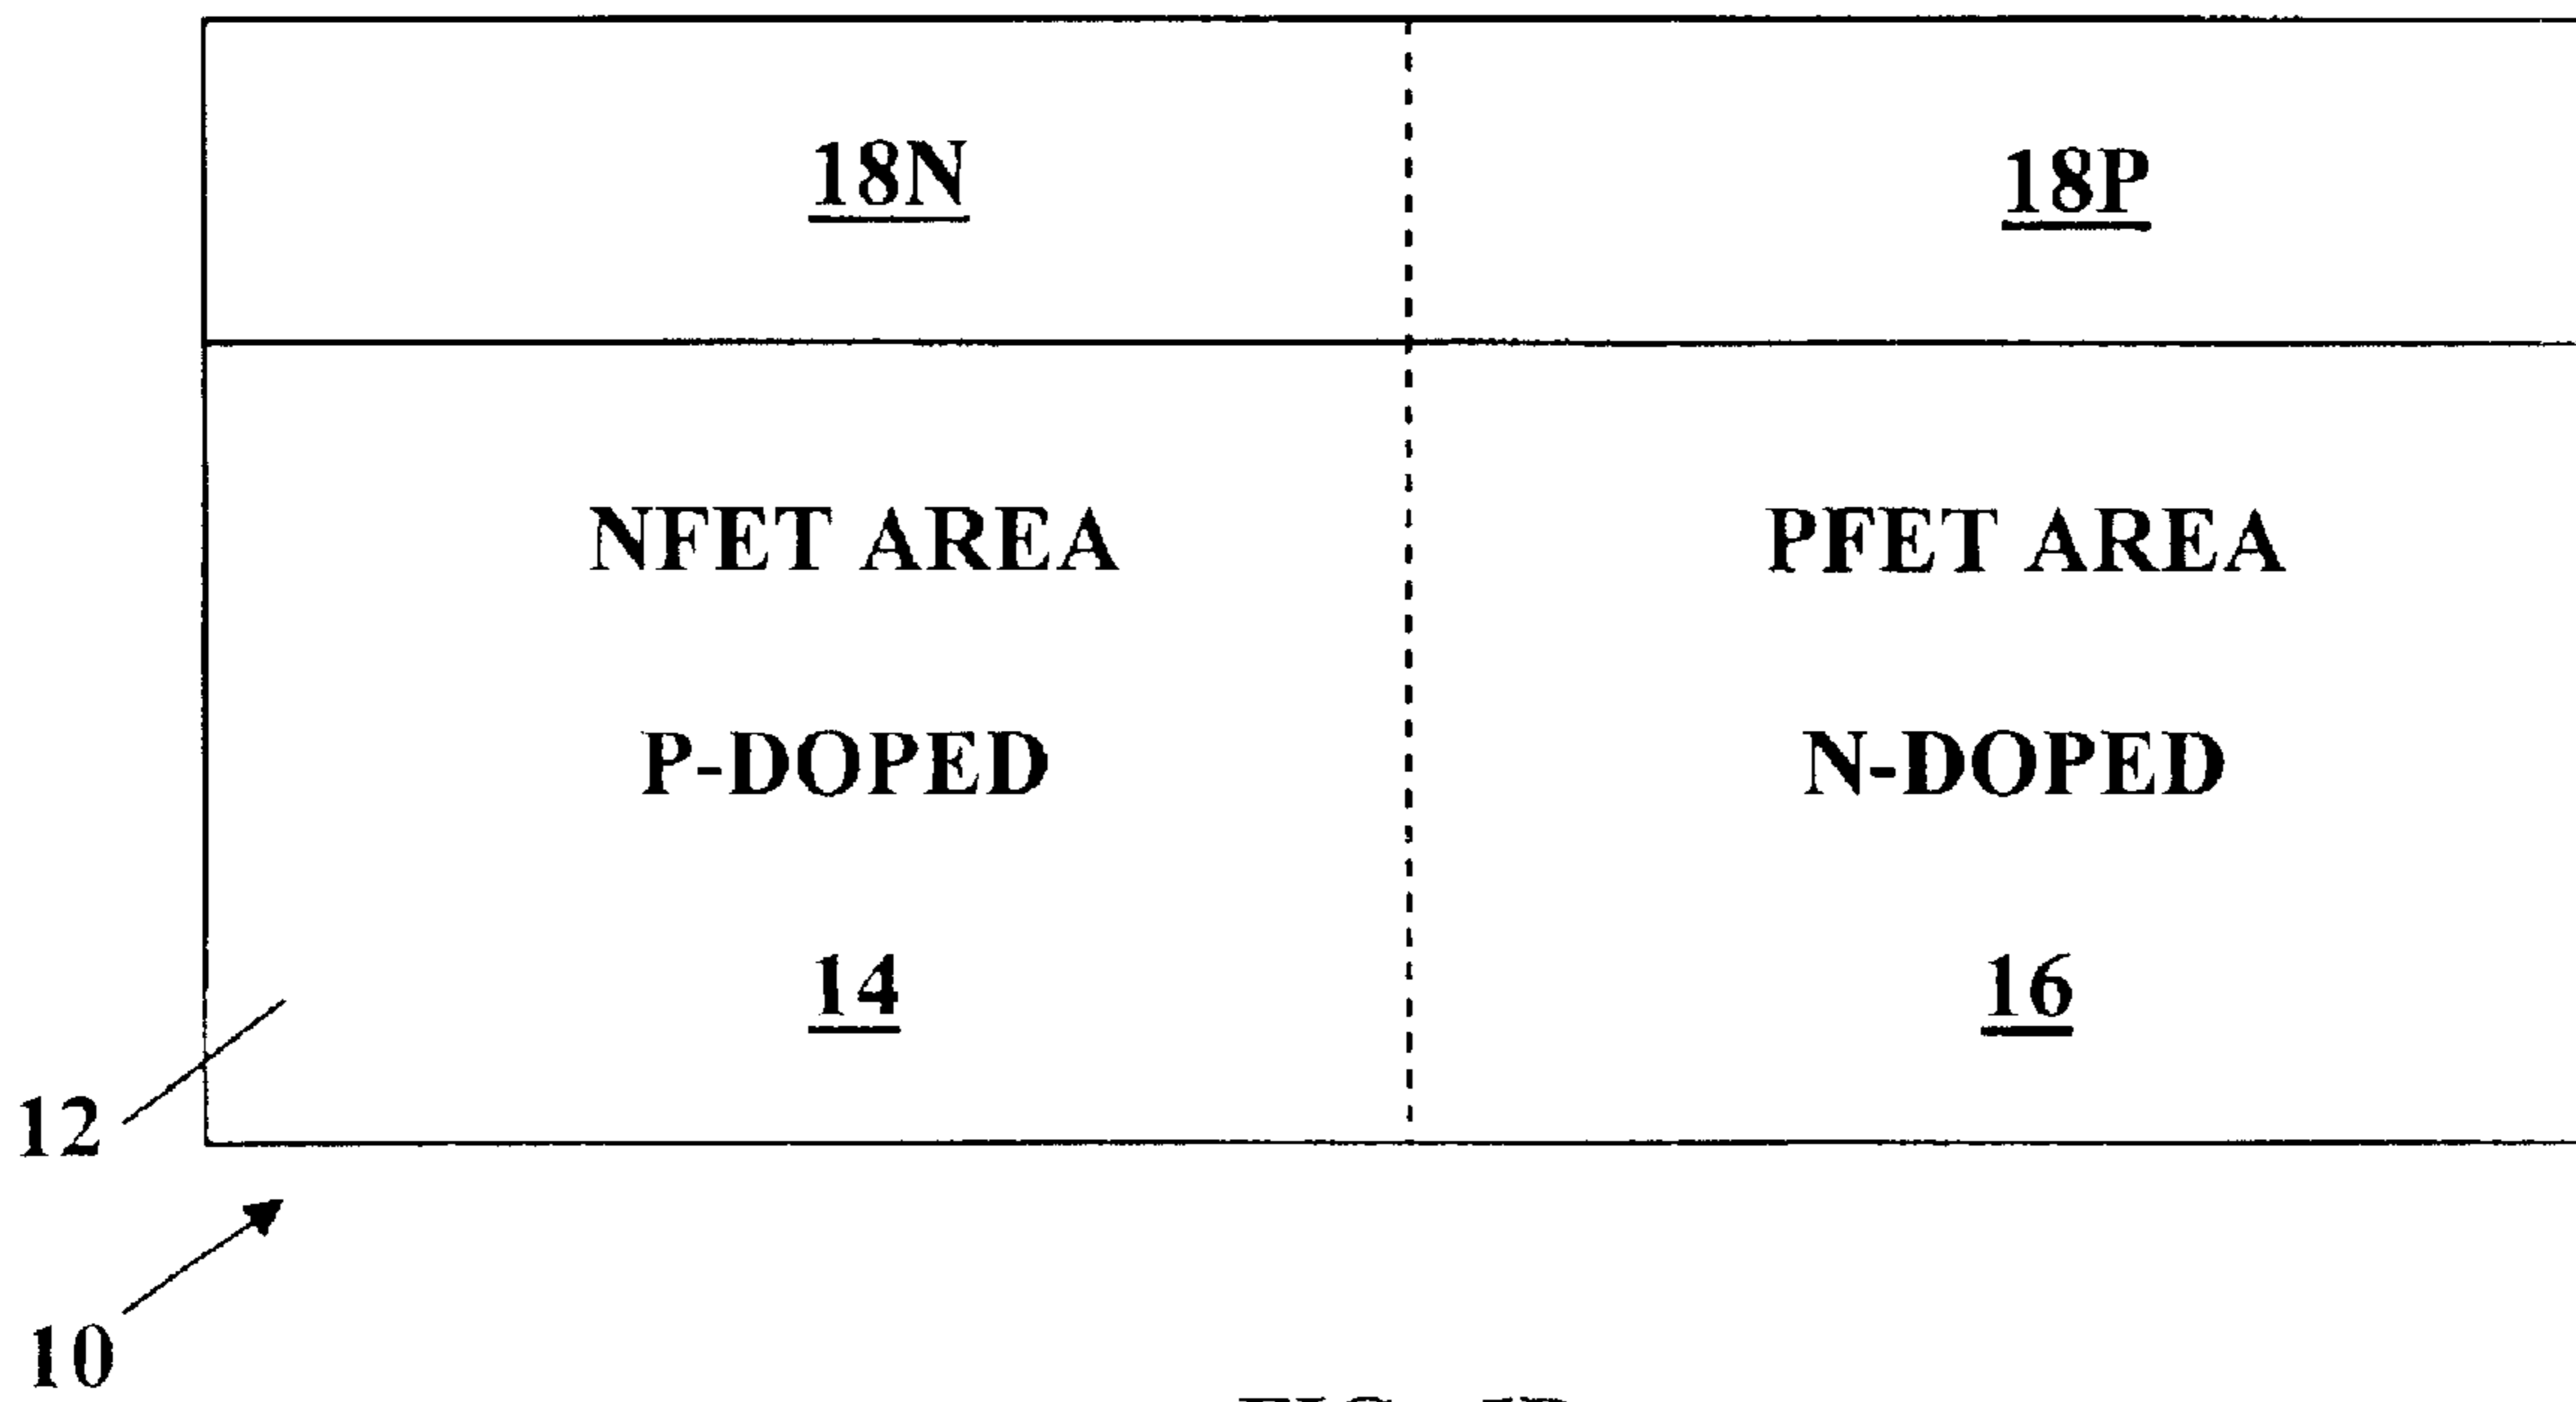 18N
18P
NFET AREA
PFET AREA
P-DOPED
N-DOPED
14
16
12
10